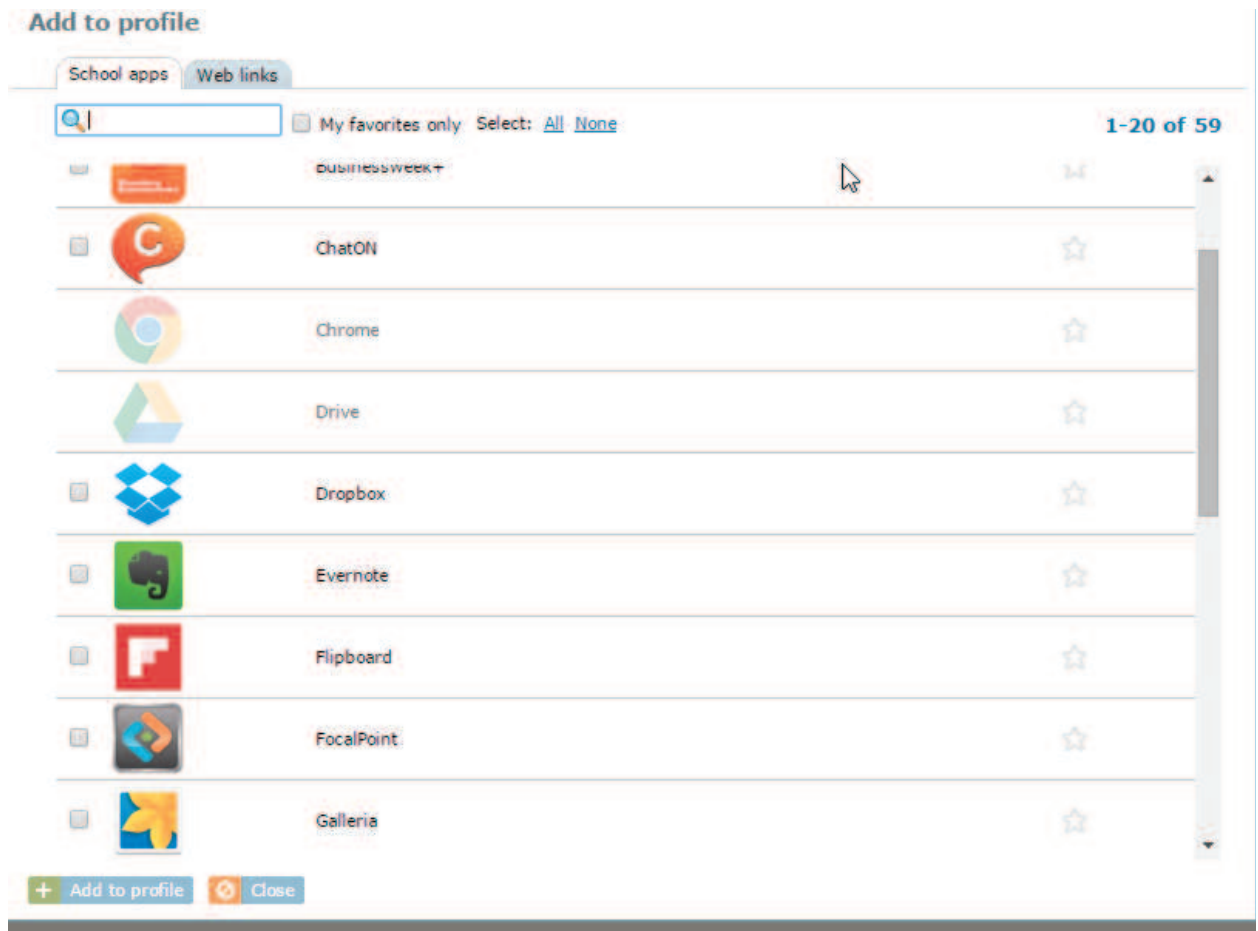 Add to profile
School apps Web links
My favorites only Select: All None 1-20 of 59
Businessweek+
C
ChatON
Chrome
Drive
Dropbox
Evernote
Flipboard
FocalPoint
Galleria
+ Add to profile Close